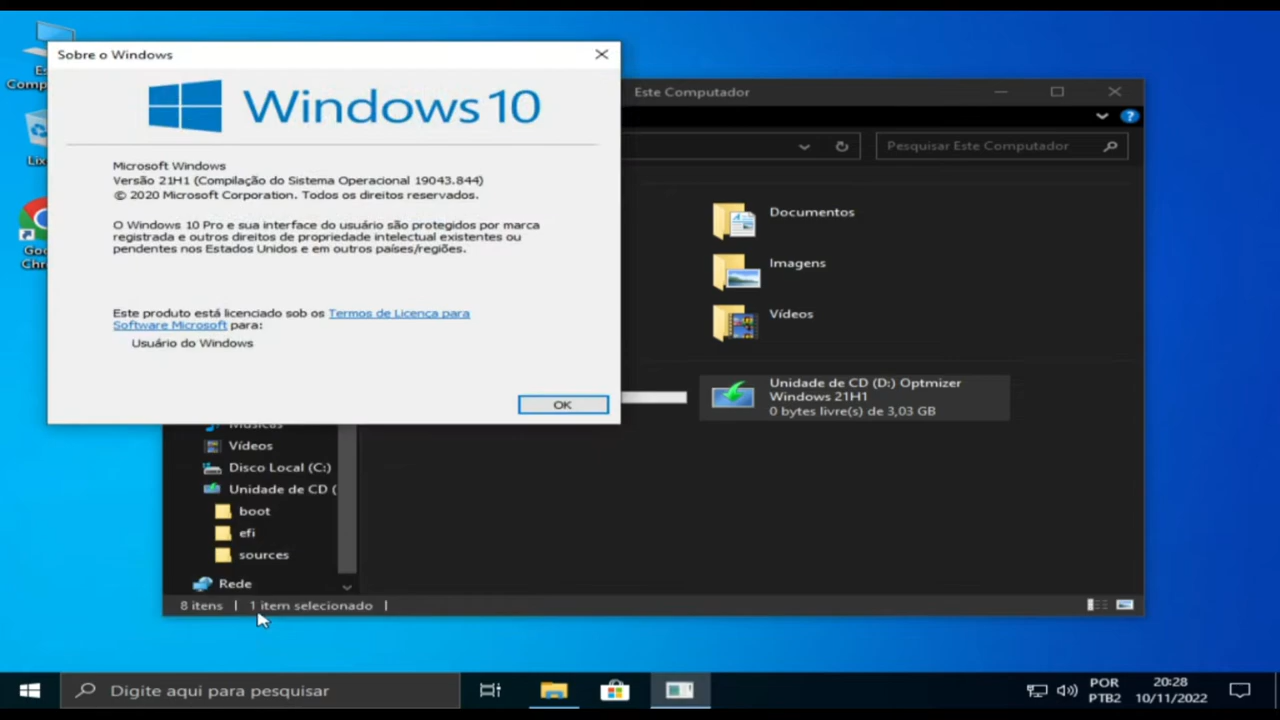 Sobre o Windows
Windows 10
Microsoft Windows
Versão 21H1 (Compilação do Sistema Operacional 19043.844)
© 2020 Microsoft Corporation. Todos os direitos reservados.
O Windows 10 Pro e sua interface do usuário são protegidos por marca
registrada e outros direitos de propriedade intelectual existentes ou
pendentes nos Estados Unidos e em outros países/regiões.
Este produto está licenciado sob os Termos de Licença para
Software Microsoft para:
Usuário do Windows
OK
Este Computador
Pesquisar Este Computador
Documentos
Imagens
Vídeos
Unidade de CD (D:) Optmizer
Windows 21H1
0 bytes livre(s) de 3,03 GB
Músicas
Vídeos
Disco Local (C:)
Unidade de CD (
boot
efi
sources
Rede
8 itens
1 item selecionado
Digite aqui para pesquisar
POR
PTB2
20:28
10/11/2022